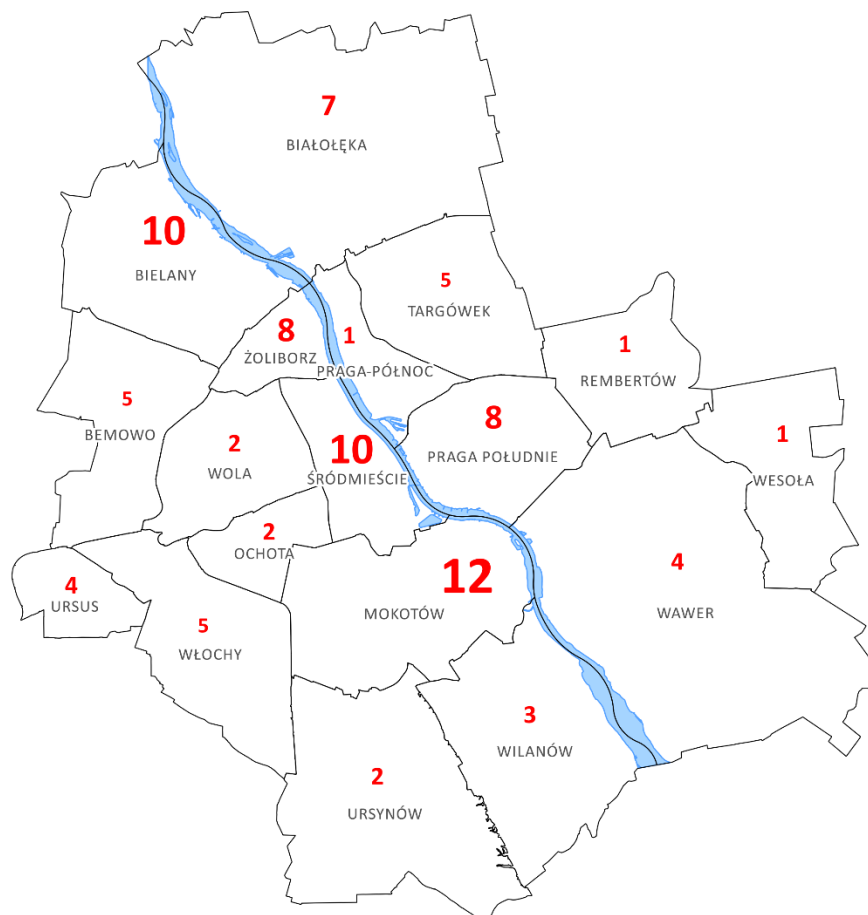 7
BIAŁOŁĘKA
10
BIELANY
5
TARGÓWEK
8
ŻOLIBORZ
1
PRAGA-PÓŁNOC
1
REMBERTÓW
5
BEMOWO
2
WOLA
10
ŚRÓDMIEŚCIE
8
PRAGA POŁUDNIE
1
WESOŁA
2
OCHOTA
4
URSUS
12
MOKOTÓW
4
WAWER
5
WŁOCHY
3
WILANÓW
2
URSYNÓW